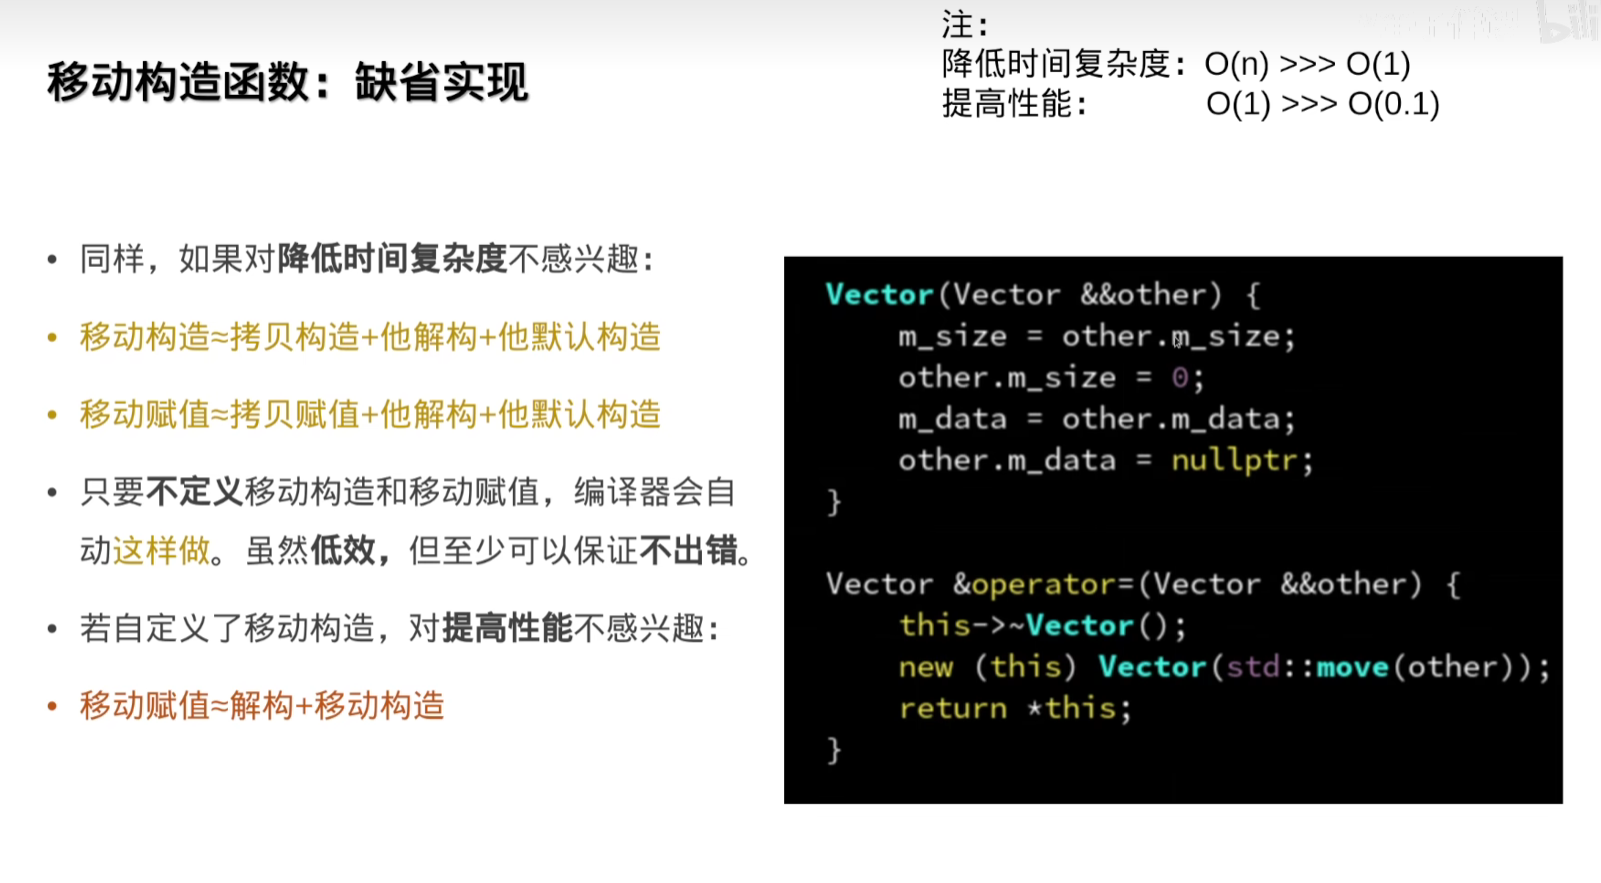 注：
降低时间复杂度：O(n) >>> O(1)
提高性能： O(1) >>> O(0.1)
移动构造函数：缺省实现
• 同样，如果对降低时间复杂度不感兴趣：
• 移动构造≈拷贝构造+他解构+他默认构造
• 移动赋值≈拷贝赋值+他解构+他默认构造
• 只要不定义移动构造和移动赋值，编译器会自
动这样做。虽然低效，但至少可以保证不出错。
• 若自定义了移动构造，对提高性能不感兴趣：
• 移动赋值≈解构+移动构造
Vector(Vector &&other) {
m_size = other.m_size;
other.m_size = 0;
m_data = other.m_data;
other.m_data = nullptr;
}
Vector &operator=(Vector &&other) {
this->~Vector();
new (this) Vector(std::move(other));
return *this;
}
bili